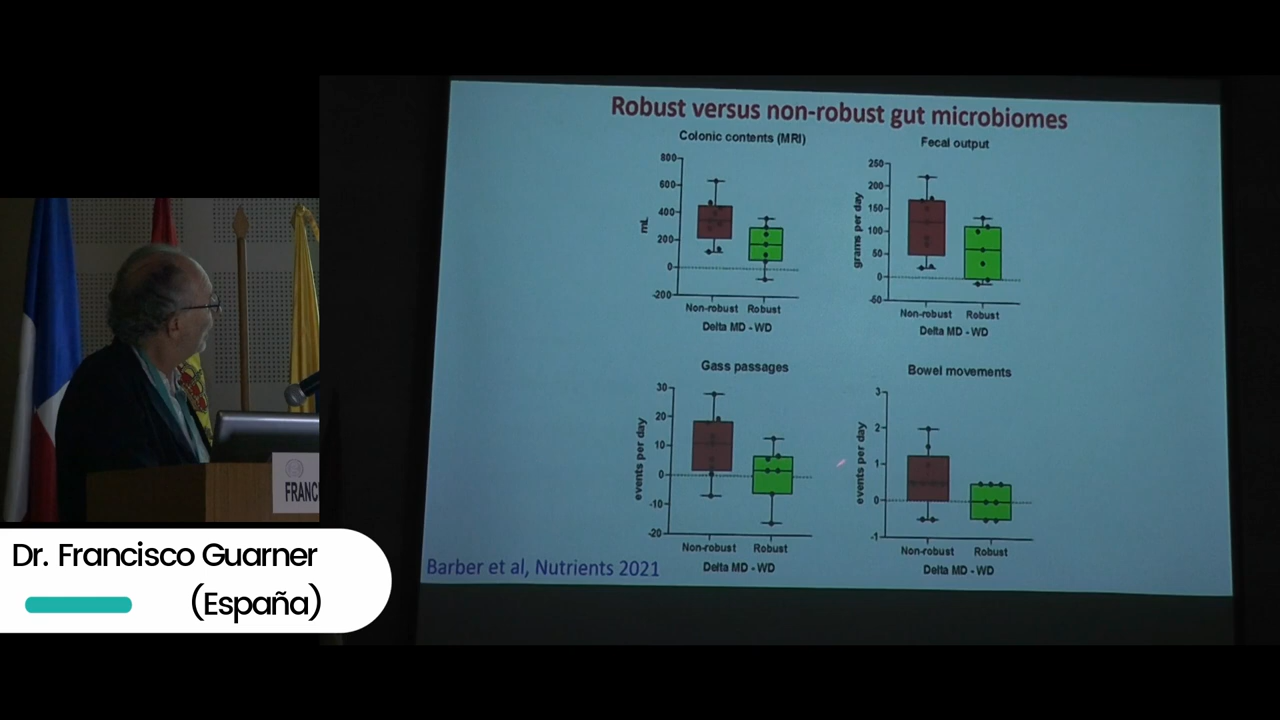 Robust versus non-robust gut microbiomes
Colonic contents (MRI)
800
600
400
200
0
-200
mL
Non-robust Robust
Delta MD - WD
Fecal output
250
200
150
100
50
0
-50
grams per day
Non-robust Robust
Delta MD - WD
Gass passages
30
20
10
0
-10
-20
events per day
Non-robust Robust
Delta MD - WD
Bowel movements
3
2
1
0
-1
events per day
Non-robust Robust
Delta MD - WD
Barber et al, Nutrients 2021
FRANC
Dr. Francisco Guarner
(España)